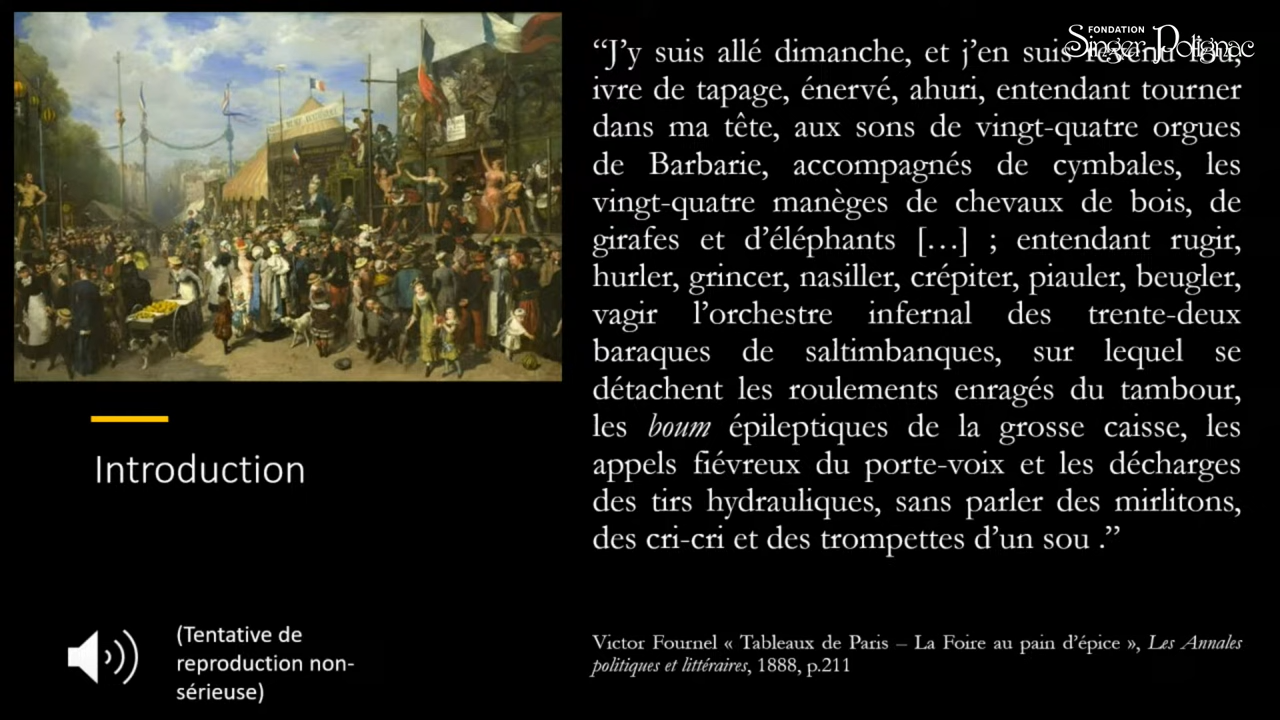 FONDATION
Singer-Polignac
“J’y suis allé dimanche, et j’en suis revenu fou,
ivre de tapage, énervé, ahuri, entendant tourner
dans ma tête, aux sons de vingt-quatre orgues
de Barbarie, accompagnés de cymbales, les
vingt-quatre manèges de chevaux de bois, de
girafes et d’éléphants […] ; entendant rugir,
hurler, grincer, nasiller, crépiter, piauler, beugler,
vagir l’orchestre infernal des trente-deux
baraques de saltimbanques, sur lequel se
détachent les roulements enragés du tambour,
les boum épileptiques de la grosse caisse, les
appels fiévreux du porte-voix et les décharges
des tirs hydrauliques, sans parler des mirlitons,
des cri-cri et des trompettes d’un sou .”
Introduction
(Tentative de
reproduction non-
sérieuse)
Victor Fournel « Tableaux de Paris – La Foire au pain d’épice », Les Annales
politiques et littéraires, 1888, p.211